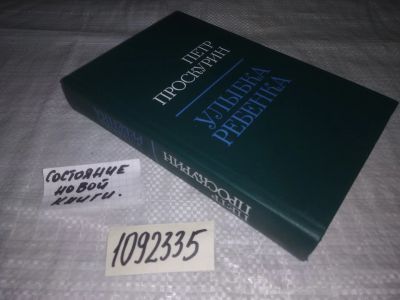 ПЕТР
ПРОСКУРИН
УЛЫБКА
РЕБЕНКА
ПЕТР
ПРОСКУРИН
СОСТОЯНИЕ
НОВОЙ
КНИГИ.
1092335